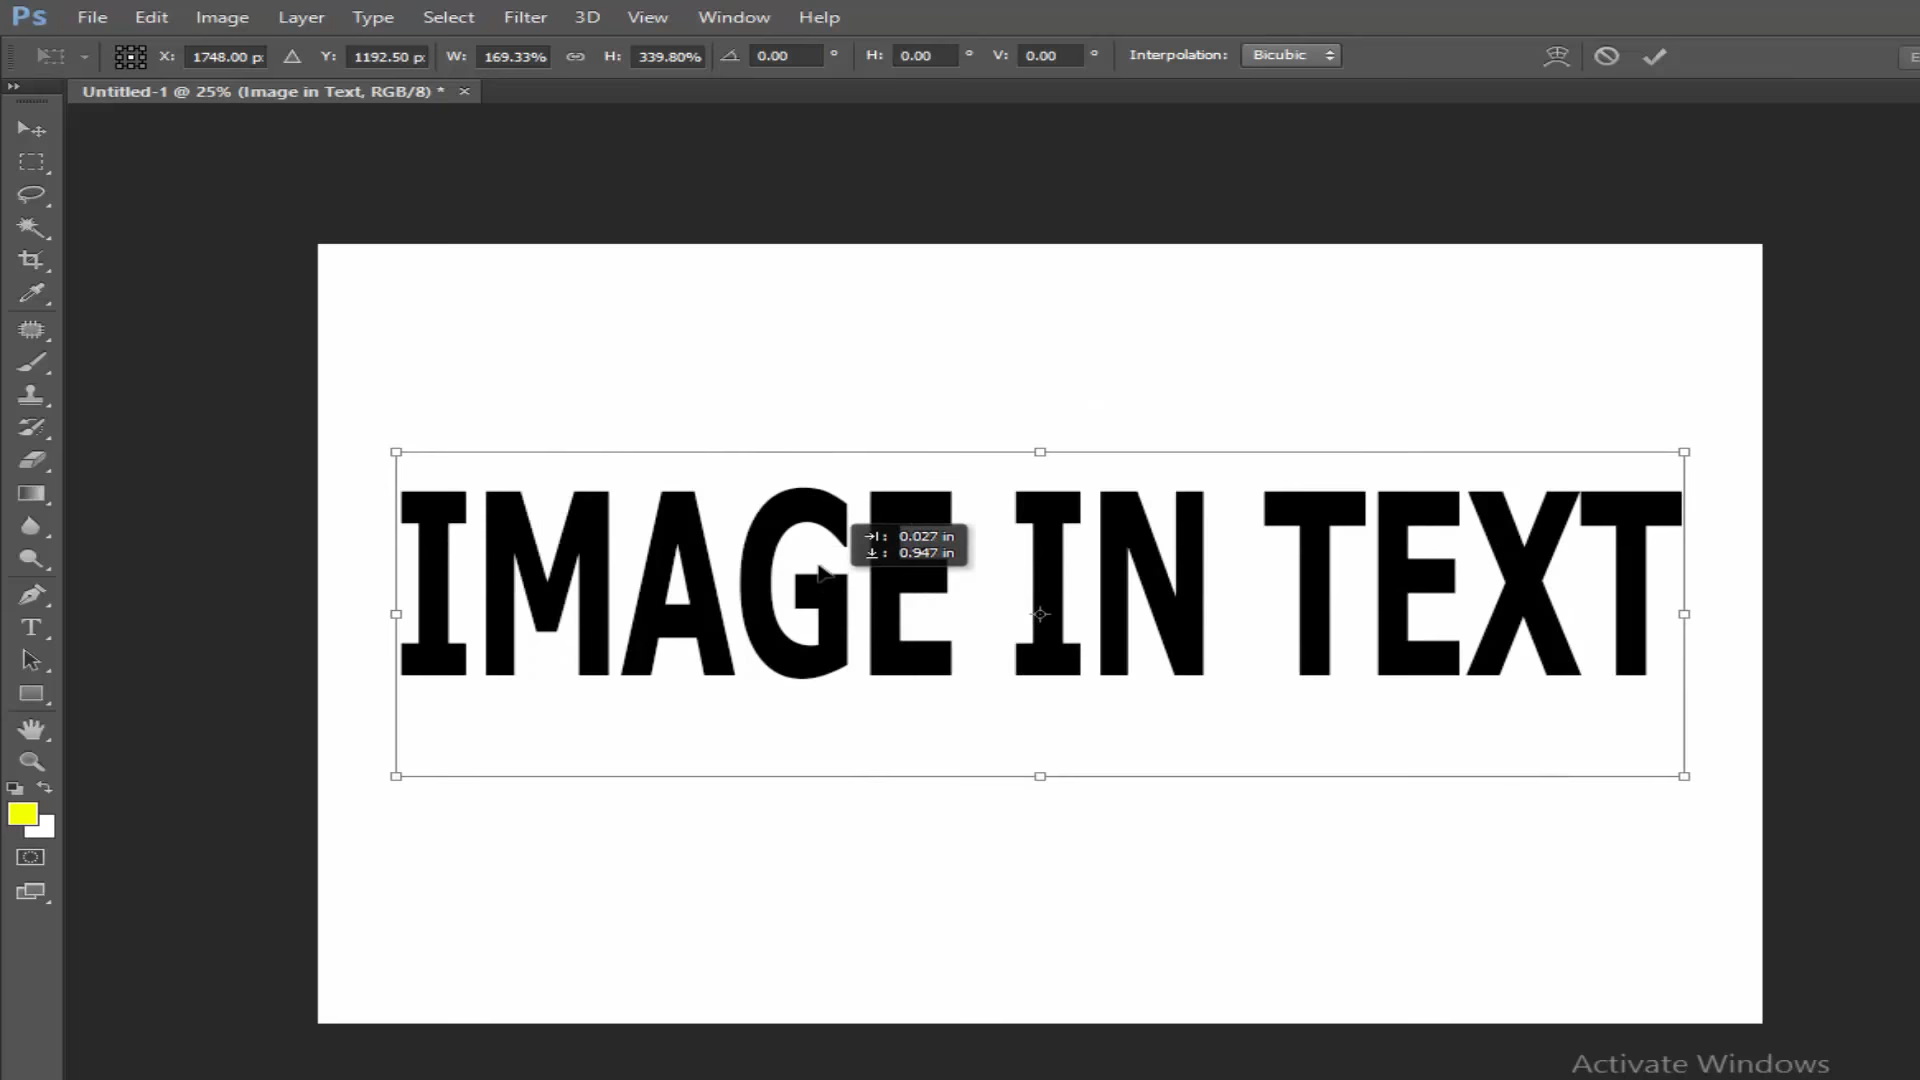 Ps File Edit Image Layer Type Select Filter 3D View Window Help
X: 1748.00 p Y: 1192.50 p W: 169.33% H: 339.80% 0.00 ° H: 0.00 ° V: 0.00 ° Interpolation: Bicubic
Untitled-1 @ 25% (Image in Text, RGB/8) * ×
IMAGE IN TEXT
: 0.027 in
: 0.947 in
T
Activate Windows